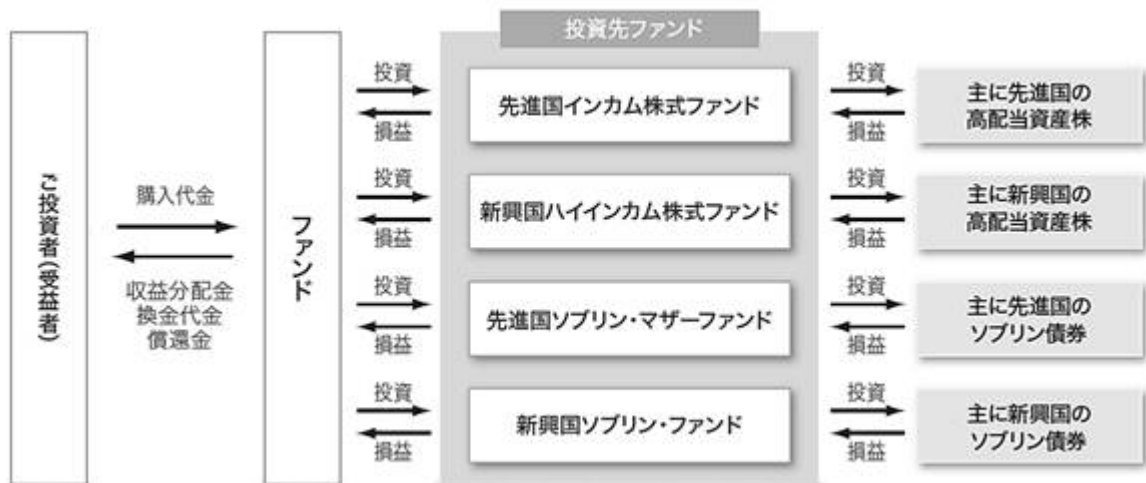 投資先ファンド
ご投資者(受益者)
購入代金
収益分配金
換金代金
償還金
ファンド
投資
損益
先進国インカム株式ファンド
投資
損益
主に先進国の
高配当資産株
投資
損益
新興国ハイインカム株式ファンド
投資
損益
主に新興国の
高配当資産株
投資
損益
先進国ソブリン・マザーファンド
投資
損益
主に先進国の
ソブリン債券
投資
損益
新興国ソブリン・ファンド
投資
損益
主に新興国の
ソブリン債券